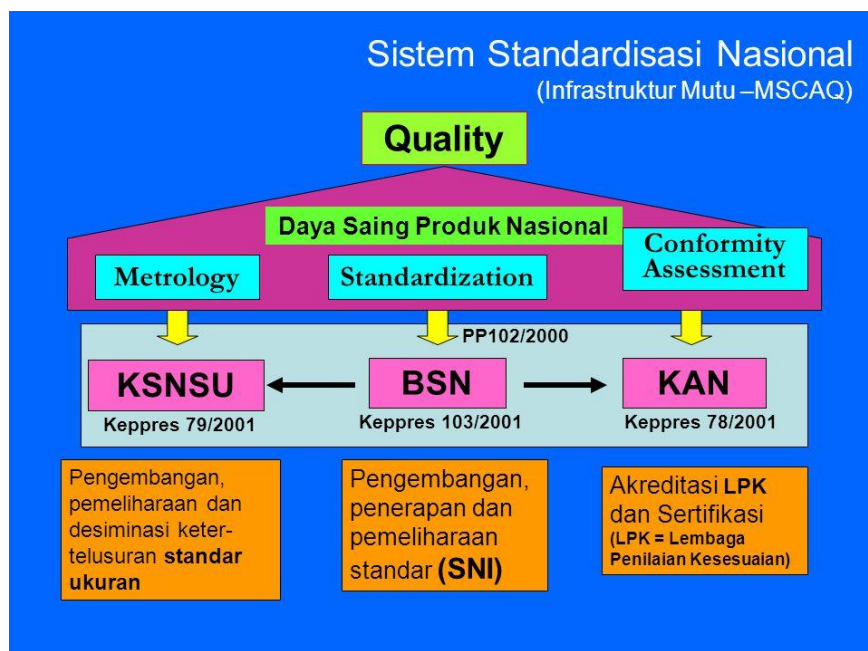 Sistem Standardisasi Nasional
(Infrastruktur Mutu –MSCAQ)
Quality
Daya Saing Produk Nasional
Metrology
Standardization
Conformity
Assessment
PP102/2000
KSNSU
BSN
KAN
Keppres 79/2001
Keppres 103/2001
Keppres 78/2001
Pengembangan,
pemeliharaan dan
desiminasi keter-
telusuran standar
ukuran
Pengembangan,
penerapan dan
pemeliharaan
standar (SNI)
Akreditasi LPK
dan Sertifikasi
(LPK = Lembaga
Penilaian Kesesuaian)